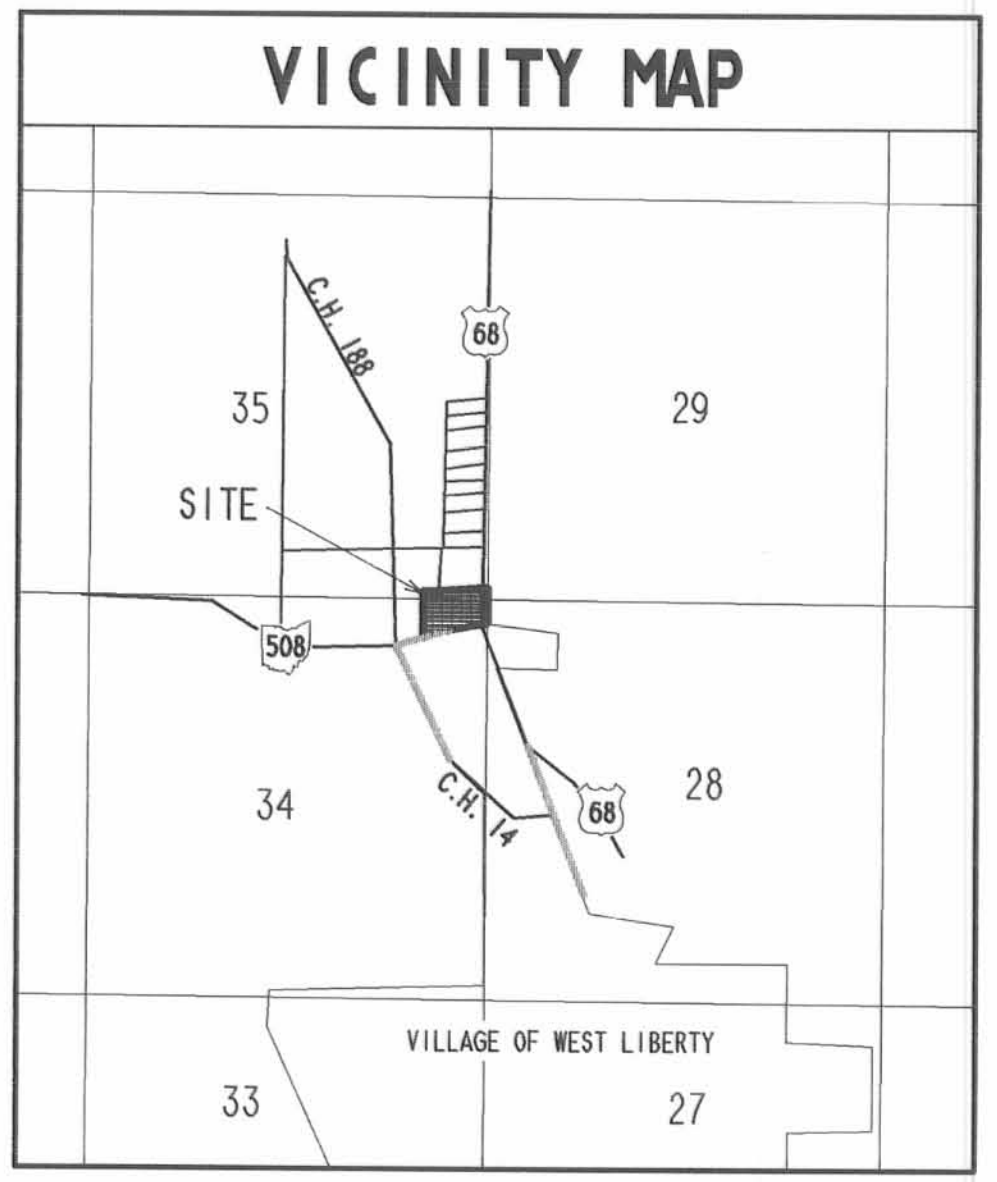 VICINITY MAP
C.H. 188
68
35
29
SITE
508
34
C.H. 14
68
28
VILLAGE OF WEST LIBERTY
33
27